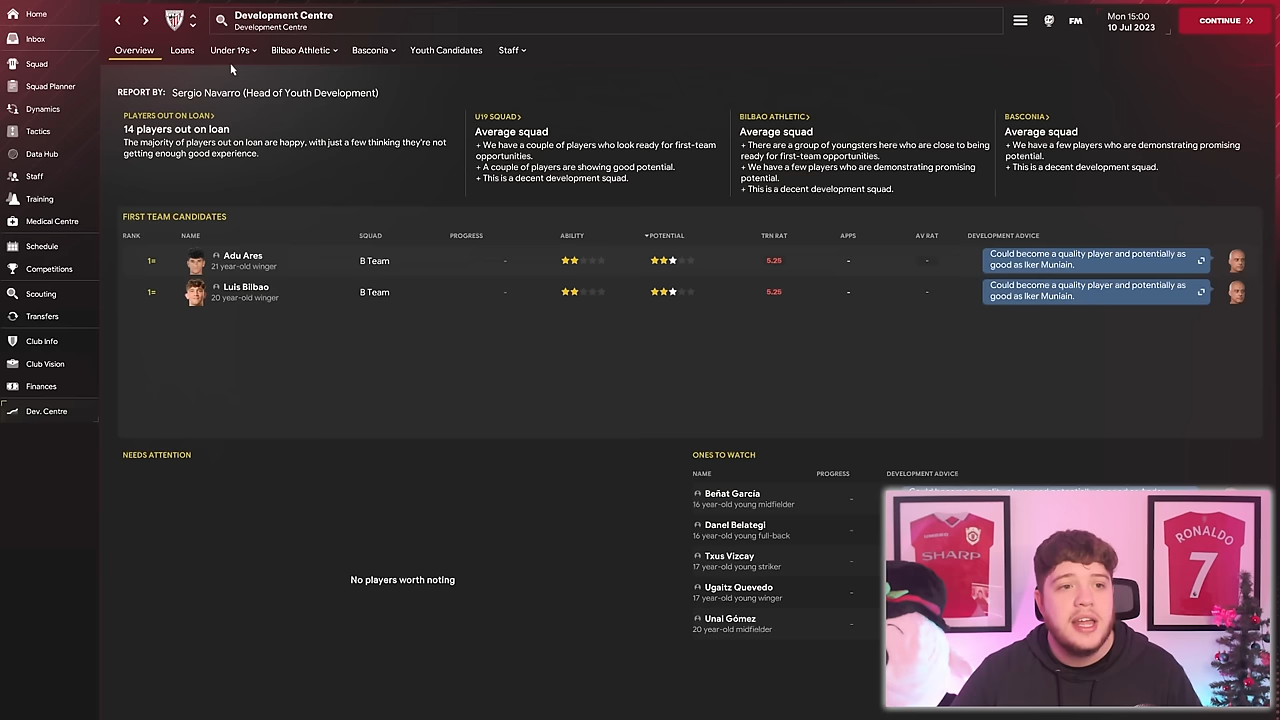 Home
Inbox
Squad
Squad Planner
Dynamics
Tactics
Data Hub
Staff
Training
Medical Centre
Schedule
Competitions
Scouting
Transfers
Club Info
Club Vision
Finances
Dev. Centre
Development Centre
Development Centre
FM
Mon 15:00
10 Jul 2023
CONTINUE
Overview
Loans
Under 19s
Bilbao Athletic
Basconia
Youth Candidates
Staff
REPORT BY: Sergio Navarro (Head of Youth Development)
PLAYERS OUT ON LOAN>
14 players out on loan
The majority of players out on loan are happy, with just a few thinking they're not
getting enough good experience.
U19 SQUAD>
Average squad
+ We have a couple of players who look ready for first-team
opportunities.
+ A couple of players are showing good potential.
+ This is a decent development squad.
BILBAO ATHLETIC>
Average squad
+ There are a group of youngsters here who are close to being
ready for first-team opportunities.
+ We have a few players who are demonstrating promising
potential.
+ This is a decent development squad.
BASCONIA>
Average squad
+ We have a few players who are demonstrating promising
potential.
+ This is a decent development squad.
FIRST TEAM CANDIDATES
RANK NAME SQUAD PROGRESS ABILITY POTENTIAL TRN RAT APPS AV RAT DEVELOPMENT ADVICE
1= Adu Ares B Team - 5.25 - - Could become a quality player and potentially as
21 year-old winger good as Iker Muniain.
1= Luis Bilbao B Team - 5.25 - - Could become a quality player and potentially as
20 year-old winger good as Iker Muniain.
NEEDS ATTENTION
No players worth noting
ONES TO WATCH
NAME PROGRESS DEVELOPMENT ADVICE
Beñat García -
16 year-old young midfielder
Danel Belategi -
16 year-old young full-back
Txus Vizcay -
17 year-old young striker
Ugaitz Quevedo -
17 year-old young winger
Unai Gómez -
20 year-old midfielder
SHARP
RONALDO
7